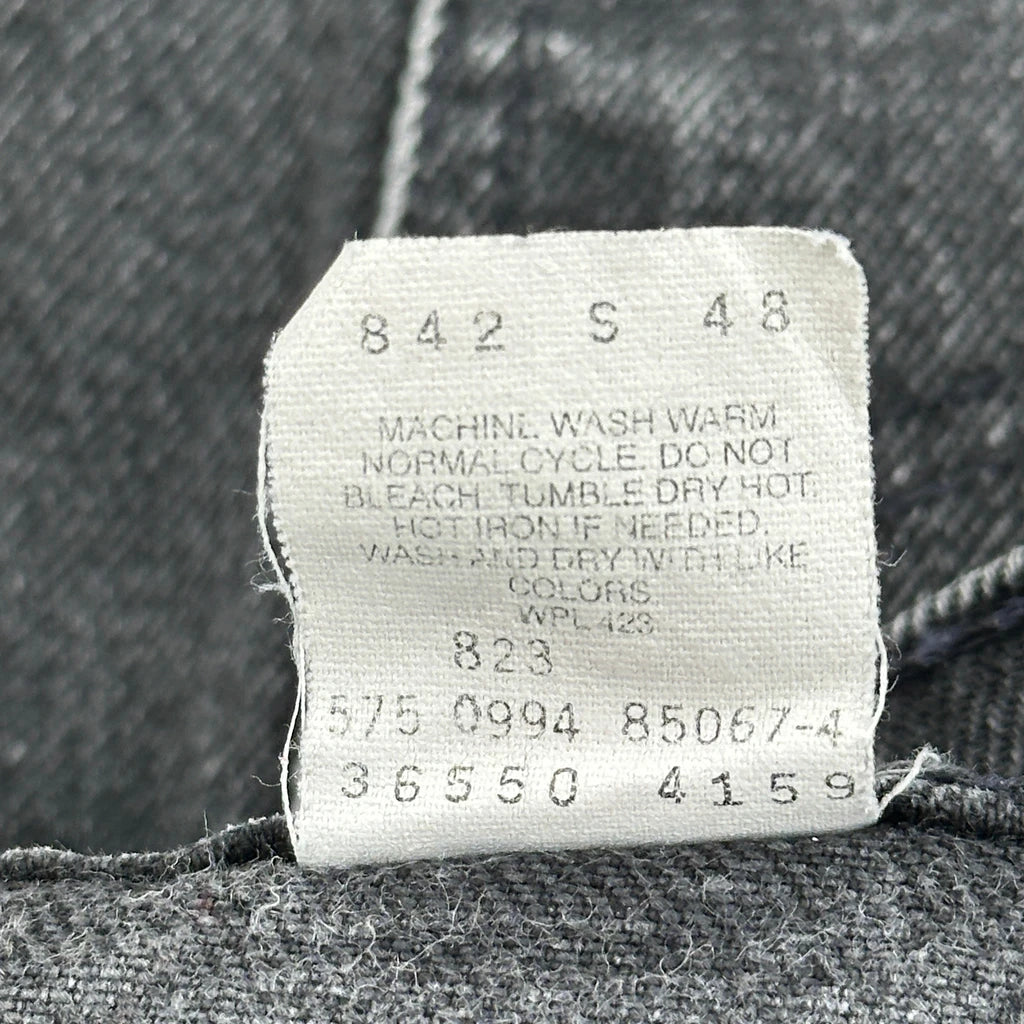 842 S 48
MACHINE WASH WARM
NORMAL CYCLE. DO NOT
BLEACH. TUMBLE DRY HOT.
HOT IRON IF NEEDED.
WASH AND DRY WITH LIKE
COLORS.
WPL 423
823
575 0994 85067-4
36550 4159